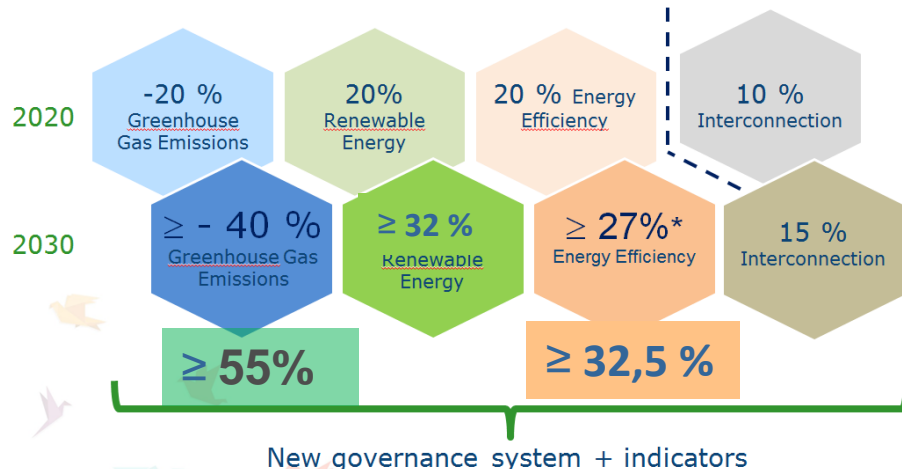 2020
-20 %
Greenhouse
Gas Emissions
20%
Renewable
Energy
20 % Energy
Efficiency
10 %
Interconnection
2030
≥ - 40 %
Greenhouse Gas
Emissions
≥ 32 %
Renewable
Energy
≥ 27%*
Energy Efficiency
15 %
Interconnection
≥ 55%
≥ 32,5 %
New governance system + indicators